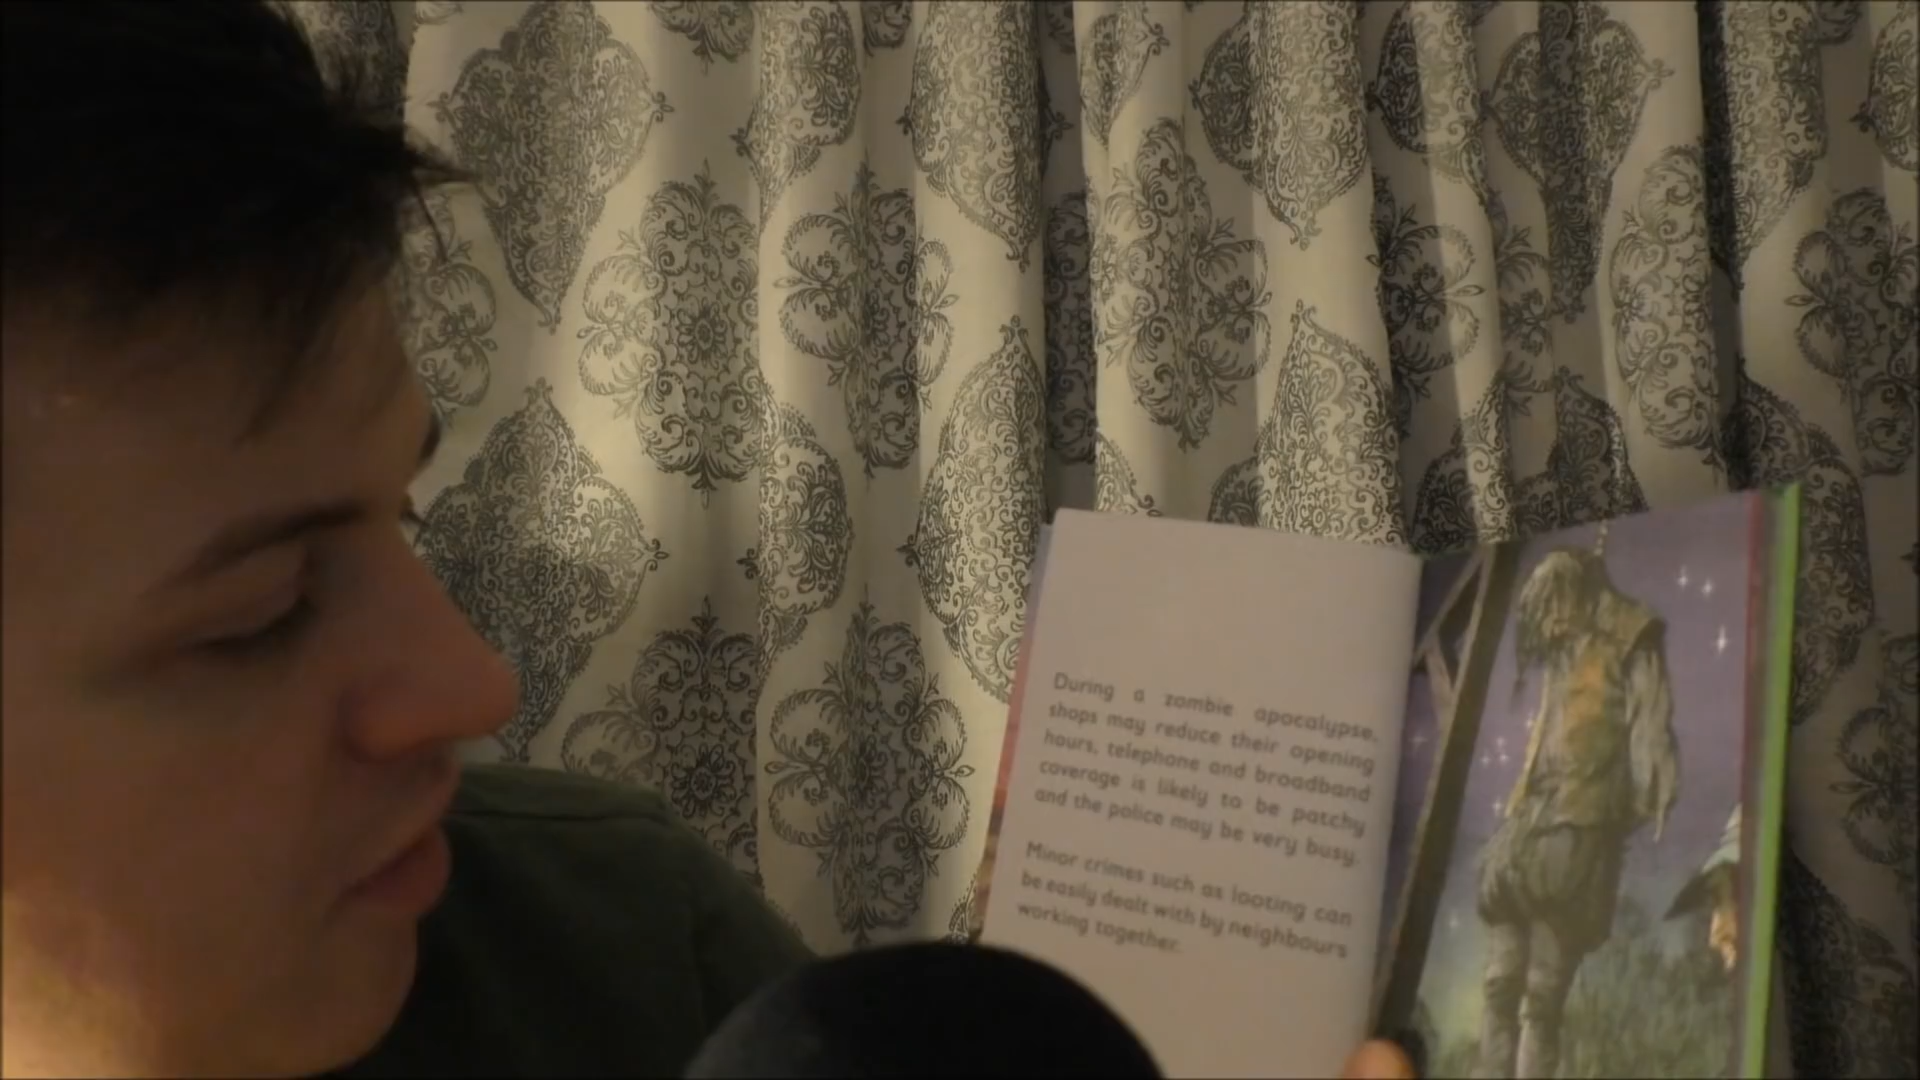 During a zombie apocalypse,
shops may reduce their opening
hours, telephone and broadband
coverage is likely to be patchy
and the police may be very busy.
Minor crimes such as looting can
be easily dealt with by neighbours
working together.